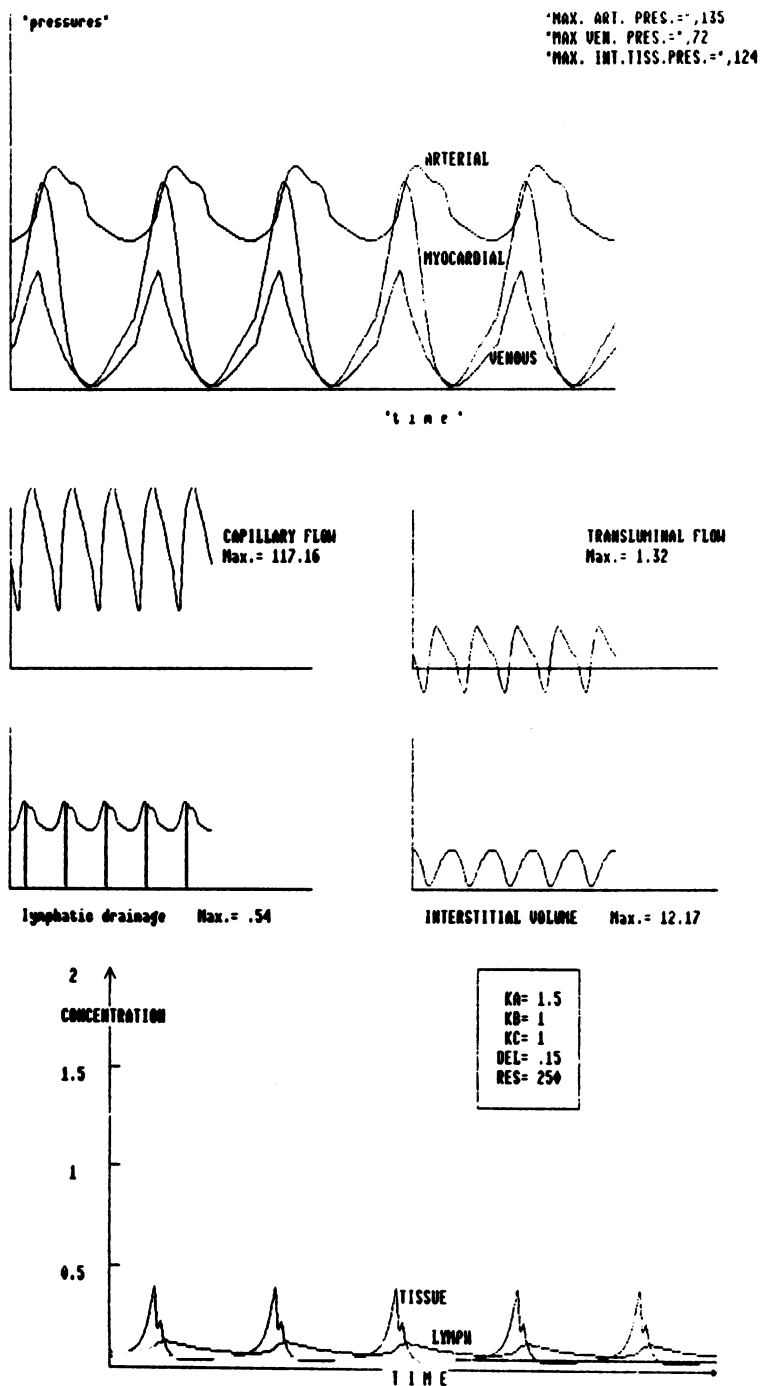 "pressures"
"MAX. ART. PRES.=",135
"MAX VEN. PRES.=",72
"MAX. INT.TISS.PRES.=",124
ARTERIAL
MYOCARDIAL
VENOUS
"t i m e "
CAPILLARY FLOW
Max.= 117.16
TRANSLUMINAL FLOW
Max.= 1.32
lymphatic drainage Max.= .54
INTERSTITIAL VOLUME Max.= 12.17
2
CONCENTRATION
1.5
1
0.5
KA= 1.5
KB= 1
KC= 1
DEL= .15
RES= 250
TISSUE
LYMPH
T I M E